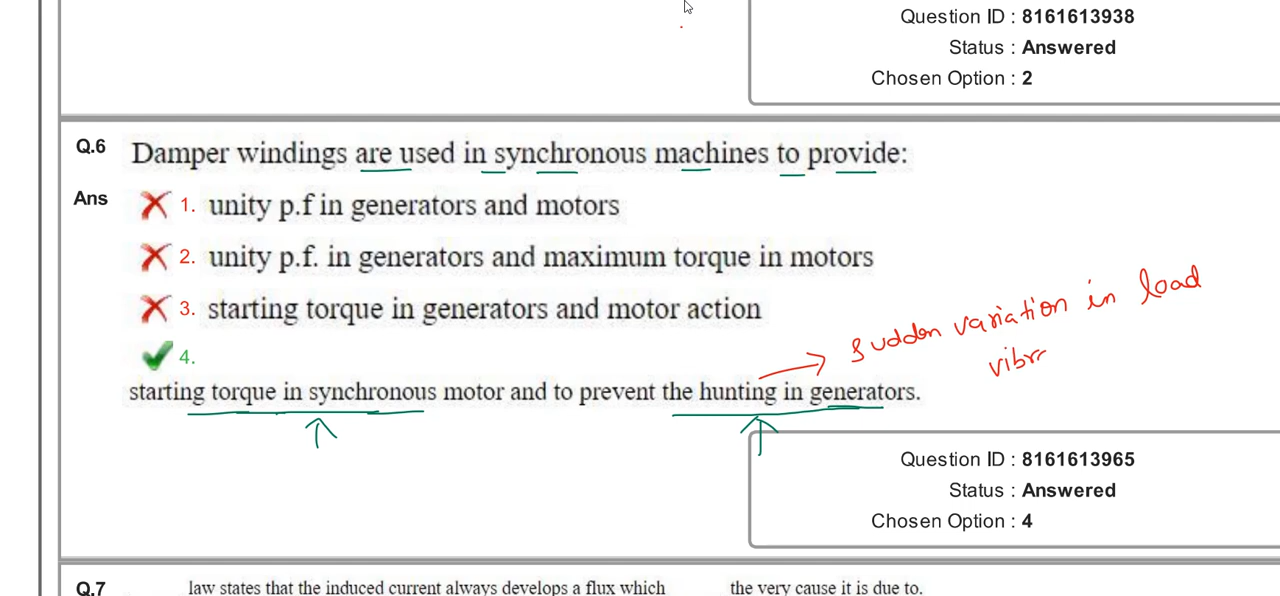 Question ID : 8161613938
Status : Answered
Chosen Option : 2
Q.6 Damper windings are used in synchronous machines to provide:
Ans 1. unity p.f in generators and motors
2. unity p.f. in generators and maximum torque in motors
3. starting torque in generators and motor action
sudden variation in load
vibr
4.
starting torque in synchronous motor and to prevent the hunting in generators.
Question ID : 8161613965
Status : Answered
Chosen Option : 4
Q.7 law states that the induced current always develops a flux which the very cause it is due to.